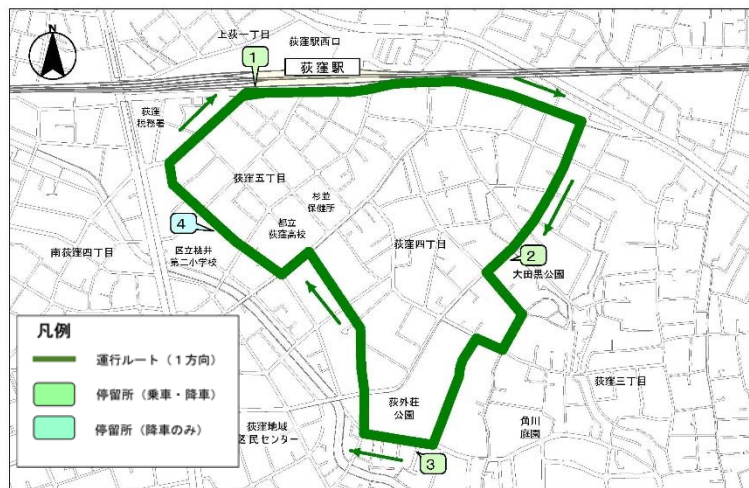 N
上荻一丁目
荻窪駅西口
1
荻窪駅
荻窪
税務署
荻窪五丁目
杉並
保健所
4
都立
荻窪高校
荻窪四丁目
南荻窪四丁目
区立桃井
第二小学校
2
大田黒公園
凡例
運行ルート(1方向)
停留所(乗車・降車)
停留所(降車のみ)
荻窪三丁目
荻外荘
公園
角川
庭園
荻窪地域
区民センター
3